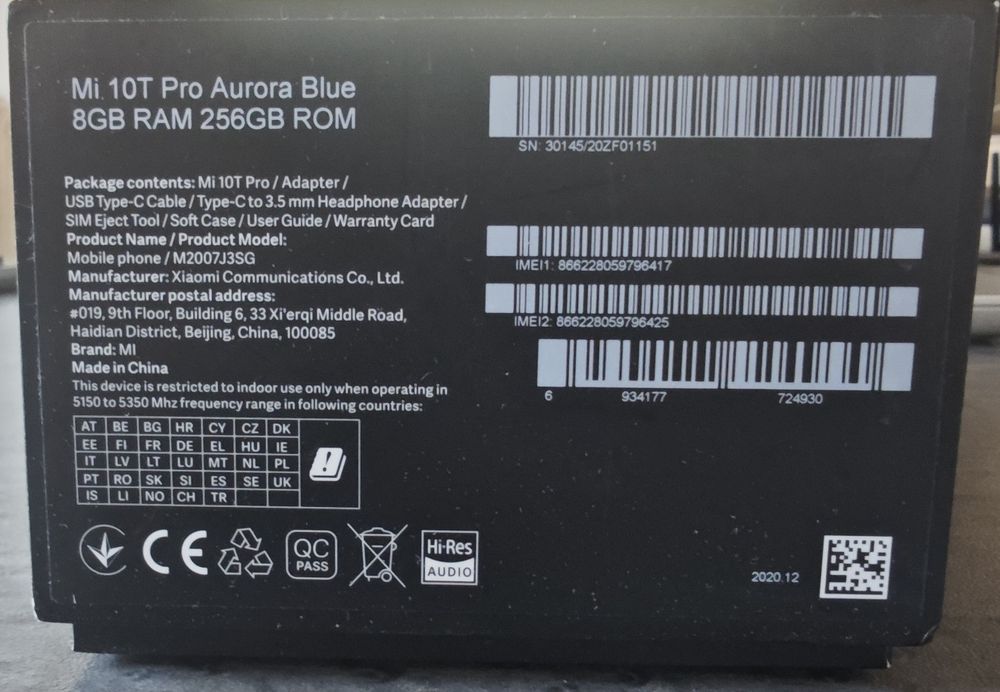 Mi 10T Pro Aurora Blue
8GB RAM 256GB ROM
Package contents: Mi 10T Pro / Adapter /
USB Type-C Cable / Type-C to 3.5 mm Headphone Adapter /
SIM Eject Tool / Soft Case / User Guide / Warranty Card
Product Name / Product Model:
Mobile phone / M2007J3SG
Manufacturer: Xiaomi Communications Co., Ltd.
Manufacturer postal address:
#019, 9th Floor, Building 6, 33 Xi'erqi Middle Road,
Haidian District, Beijing, China, 100085
Brand: MI
Made in China
This device is restricted to indoor use only when operating in
5150 to 5350 Mhz frequency range in following countries:
AT BE BG HR CY CZ DK
EE FI FR DE EL HU IE
IT LV LT LU MT NL PL
PT RO SK SI ES SE UK
IS LI NO CH TR
CE
QC
PASS
Hi-Res
AUDIO
SN: 30145/20ZF01151
IMEI1: 866228059796417
IMEI2: 866228059796425
6 934177 724930
2020.12